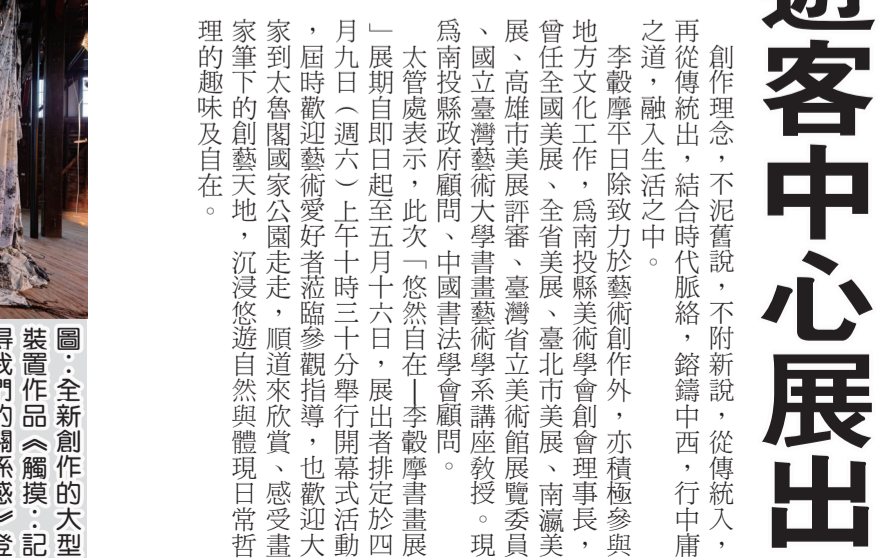 遊客中心展出
創作理念，不泥舊說，不附新說，從傳統入，
再從傳統出，結合時代脈絡，鎔鑄中西，行中庸
之道，融入生活之中。
李轂摩平日除致力於藝術創作外，亦積極參與
地方文化工作，爲南投縣美術學會創會理事長，
曾任全國美展、全省美展、臺北市美展、南瀛美
展、高雄市美展評審、臺灣省立美術館展覽委員
、國立臺灣藝術大學書畫藝術學系講座教授。現
爲南投縣政府顧問、中國書法學會顧問。
太管處表示，此次「悠然自在—李轂摩書畫展
」展期自即日起至五月十六日，展出者排定於四
月九日（週六）上午十時三十分舉行開幕式活動
，屆時歡迎藝術愛好者蒞臨參觀指導，也歡迎大
家到太魯閣國家公園走走，順道來欣賞、感受畫
家筆下的創藝天地，沉浸悠遊自然與體現日常哲
理的趣味及自在。
圖：全新創作的大型
裝置作品《觸摸：記
尋我們的關係感》登